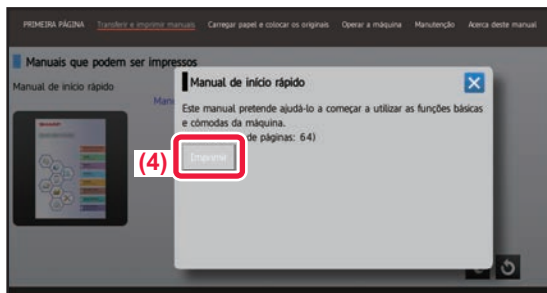 PRIMEIRA PÁGINA Transferir e imprimir manuais Carregar papel e colocar os originais Operar a máquina Manutenção Acerca deste manual
Manuais que podem ser impressos
Manual de início rápido
Manual de início rápido
Este manual pretende ajudá-lo a começar a utilizar as funções básicas
e cómodas da máquina.
de páginas: 64)
Imprimir
(4)